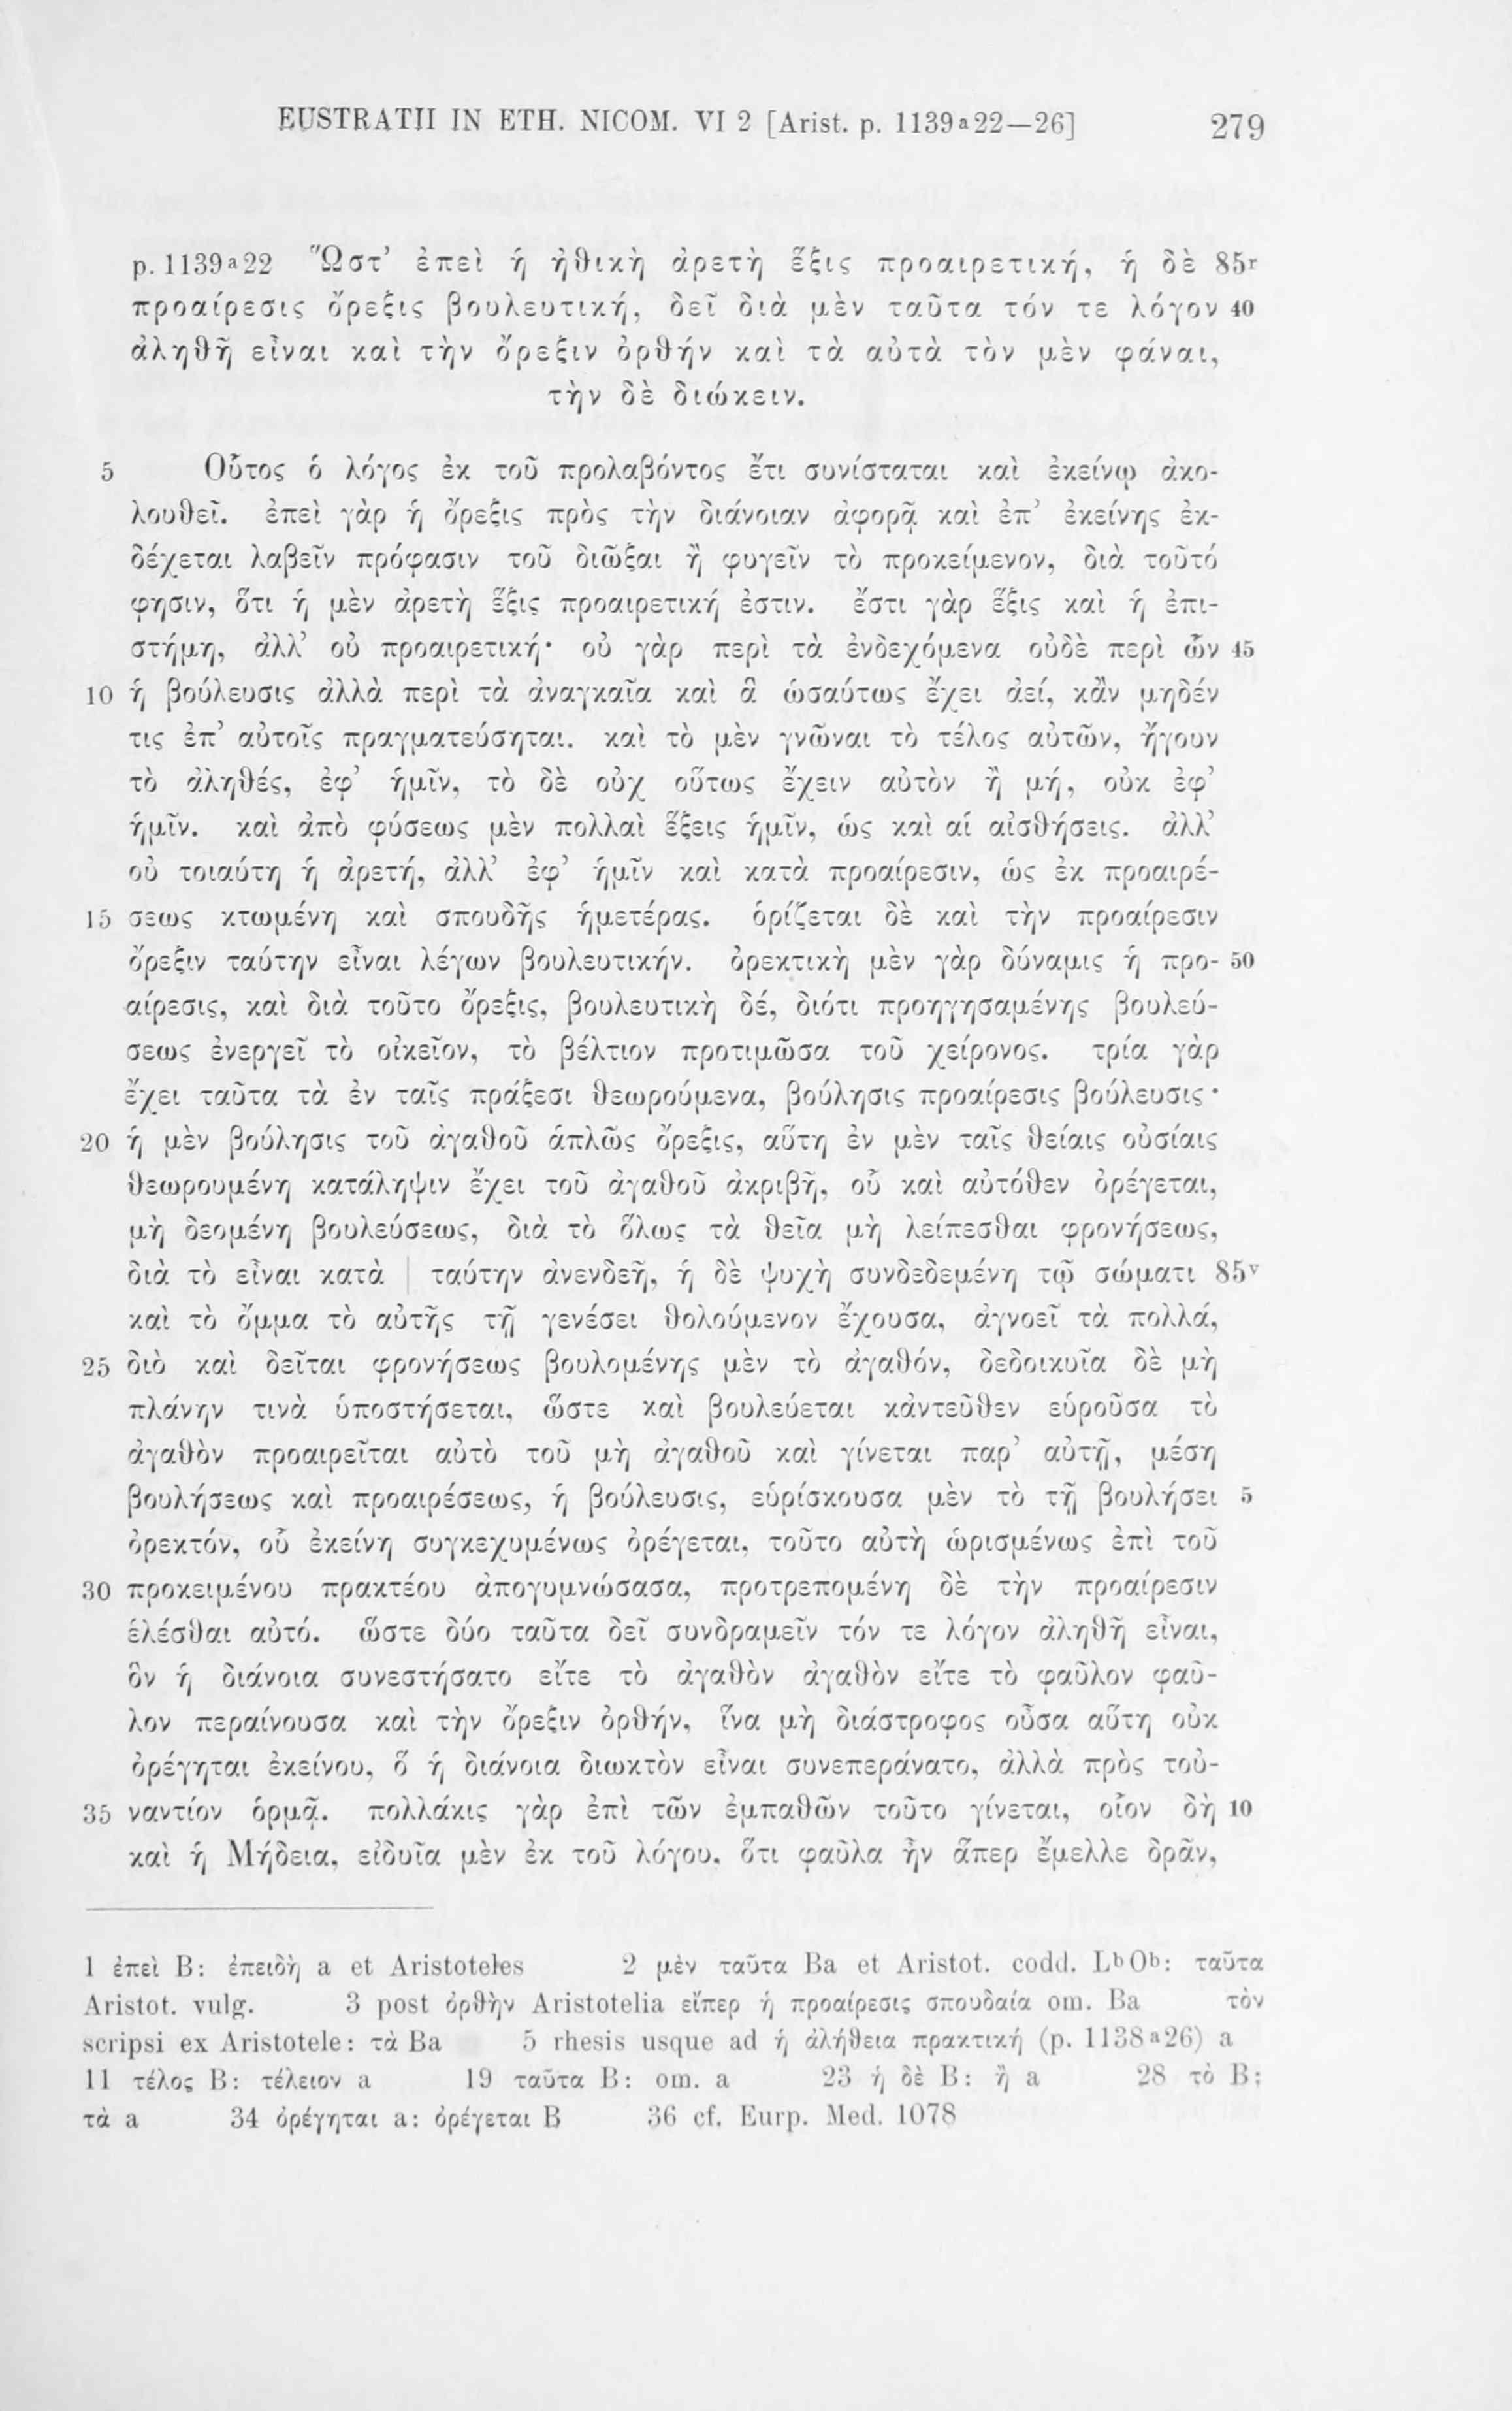 EUSTRATII IN ETH. NICOM. VI 2 [Arist. p. 1139 a 22—26] 279
p. 1139 a 22 Ὥστ’ ἐπεὶ ἡ ἠθικὴ ἀρετὴ ἕξις προαιρετική, ἡ δὲ 85r
προαίρεσις ὄρεξις βουλευτική, δεῖ διὰ μὲν ταῦτα τόν τε λόγον 40
ἀληθῆ εἶναι καὶ τὴν ὄρεξιν ὀρθήν καὶ τὰ αὐτὰ τὸν μὲν φάναι,
τὴν δὲ διώκειν.
5 Οὗτος ὁ λόγος ἐκ τοῦ προλαβόντος ἔτι συνίσταται καὶ ἐκείνῳ ἀκο-
λουθεῖ. ἐπεὶ γὰρ ἡ ὄρεξις πρὸς τὴν διάνοιαν ἀφορᾷ καὶ ἐπ’ ἐκείνης ἐκ-
δέχεται λαβεῖν πρόφασιν τοῦ διῶξαι ἢ φυγεῖν τὸ προκείμενον, διὰ τοῦτό
φησιν, ὅτι ἡ μὲν ἀρετὴ ἕξις προαιρετική ἐστιν. ἔστι γὰρ ἕξις καὶ ἡ ἐπι-
στήμη, ἀλλ’ οὐ προαιρετική· οὐ γὰρ περὶ τὰ ἐνδεχόμενα οὐδὲ περὶ ὧν 45
10 ἡ βούλευσις ἀλλὰ περὶ τὰ ἀναγκαῖα καὶ ἃ ὡσαύτως ἔχει ἀεί, κἂν μηδέν
τις ἐπ’ αὐτοῖς πραγματεύσηται. καὶ τὸ μὲν γνῶναι τὸ τέλος αὐτῶν, ἤγουν
τὸ ἀληθές, ἐφ’ ἡμῖν, τὸ δὲ οὐχ οὕτως ἔχειν αὐτὸν ἢ μή, οὐκ ἐφ’
ἡμῖν. καὶ ἀπὸ φύσεως μὲν πολλαὶ ἕξεις ἡμῖν, ὡς καὶ αἱ αἰσθήσεις. ἀλλ’
οὐ τοιαύτη ἡ ἀρετή, ἀλλ’ ἐφ’ ἡμῖν καὶ κατὰ προαίρεσιν, ὡς ἐκ προαιρέ-
15 σεως κτωμένη καὶ σπουδῆς ἡμετέρας. ὁρίζεται δὲ καὶ τὴν προαίρεσιν
ὄρεξιν ταύτην εἶναι λέγων βουλευτικήν. ὀρεκτικὴ μὲν γὰρ δύναμις ἡ προ- 50
αίρεσις, καὶ διὰ τοῦτο ὄρεξις, βουλευτικὴ δέ, διότι προηγησαμένης βουλεύ-
σεως ἐνεργεῖ τὸ οἰκεῖον, τὸ βέλτιον προτιμῶσα τοῦ χείρονος. τρία γὰρ
ἔχει ταῦτα τὰ ἐν ταῖς πράξεσι θεωρούμενα, βούλησις προαίρεσις βούλευσις·
20 ἡ μὲν βούλησις τοῦ ἀγαθοῦ ἁπλῶς ὄρεξις, αὕτη ἐν μὲν ταῖς θείαις οὐσίαις
θεωρουμένη κατάληψιν ἔχει τοῦ ἀγαθοῦ ἀκριβῆ, οὗ καὶ αὐτόθεν ὀρέγεται,
μὴ δεομένη βουλεύσεως, διὰ τὸ ὅλως τὰ θεῖα μὴ λείπεσθαι φρονήσεως,
διὰ τὸ εἶναι κατὰ | ταύτην ἀνενδεῆ, ἡ δὲ ψυχὴ συνδεδεμένη τῷ σώματι 85v
καὶ τὸ ὄμμα τὸ αὐτῆς τῇ γενέσει θολούμενον ἔχουσα, ἀγνοεῖ τὰ πολλά,
25 διὸ καὶ δεῖται φρονήσεως βουλομένης μὲν τὸ ἀγαθόν, δεδοικυῖα δὲ μὴ
πλάνην τινὰ ὑποστήσεται, ὥστε καὶ βουλεύεται κἀντεῦθεν εὑροῦσα τὸ
ἀγαθὸν προαιρεῖται αὐτὸ τοῦ μὴ ἀγαθοῦ καὶ γίνεται παρ’ αὐτῇ, μέση
βουλήσεως καὶ προαιρέσεως, ἡ βούλευσις, εὑρίσκουσα μὲν τὸ τῇ βουλήσει 5
ὀρεκτόν, οὗ ἐκείνη συγκεχυμένως ὀρέγεται, τοῦτο αὐτὴ ὡρισμένως ἐπὶ τοῦ
30 προκειμένου πρακτέου ἀπογυμνώσασα, προτρεπομένη δὲ τὴν προαίρεσιν
ἑλέσθαι αὐτό. ὥστε δύο ταῦτα δεῖ συνδραμεῖν τόν τε λόγον ἀληθῆ εἶναι,
ὃν ἡ διάνοια συνεστήσατο εἴτε τὸ ἀγαθὸν ἀγαθὸν εἴτε τὸ φαῦλον φαῦ-
λον περαίνουσα καὶ τὴν ὄρεξιν ὀρθήν, ἵνα μὴ διάστροφος οὖσα αὕτη οὐκ
ὀρέγηται ἐκείνου, ὅ ἡ διάνοια διωκτὸν εἶναι συνεπεράνατο, ἀλλὰ πρὸς τοὐ-
35 ναντίον ὁρμᾷ. πολλάκις γὰρ ἐπὶ τῶν ἐμπαθῶν τοῦτο γίνεται, οἷον δὴ 10
καὶ ἡ Μήδεια, εἰδυῖα μὲν ἐκ τοῦ λόγου, ὅτι φαῦλα ἦν ἅπερ ἔμελλε δρᾶν,
1 ἐπεὶ B: ἐπειδὴ a et Aristoteles 2 μὲν ταῦτα Ba et Aristot. codd. LbOb: ταῦτα
Aristot. vulg. 3 post ὀρθὴν Aristotelia εἴπερ ἡ προαίρεσις σπουδαία om. Ba τὸν
scripsi ex Aristotele: τὰ Ba 5 rhesis usque ad ἡ ἀλήθεια πρακτική (p. 1138 a 26) a
11 τέλος B: τέλειον a 19 ταῦτα B: om. a 23 ἡ δὲ B: ἢ a 28 τὸ B:
τὰ a 34 ὀρέγηται a: ὀρέγεται B 36 cf. Eurp. Med. 1078